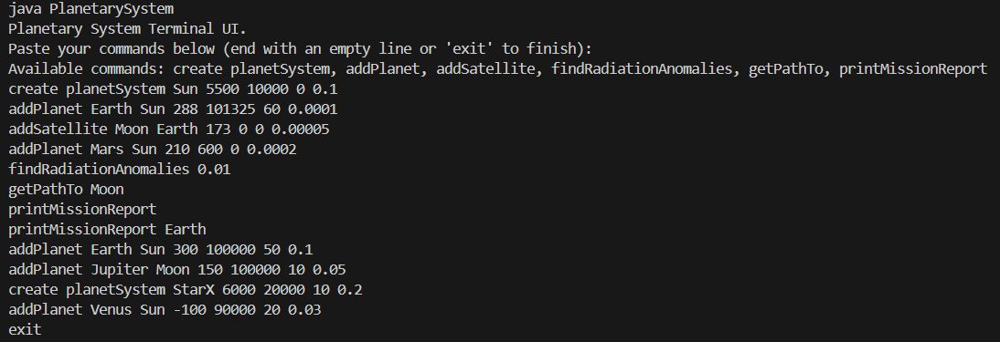 java PlanetarySystem
Planetary System Terminal UI.
Paste your commands below (end with an empty line or 'exit' to finish):
Available commands: create planetSystem, addPlanet, addSatellite, findRadiationAnomalies, getPathTo, printMissionReport
create planetSystem Sun 5500 10000 0 0.1
addPlanet Earth Sun 288 101325 60 0.0001
addSatellite Moon Earth 173 0 0 0.00005
addPlanet Mars Sun 210 600 0 0.0002
findRadiationAnomalies 0.01
getPathTo Moon
printMissionReport
printMissionReport Earth
addPlanet Earth Sun 300 100000 50 0.1
addPlanet Jupiter Moon 150 100000 10 0.05
create planetSystem StarX 6000 20000 10 0.2
addPlanet Venus Sun -100 90000 20 0.03
exit